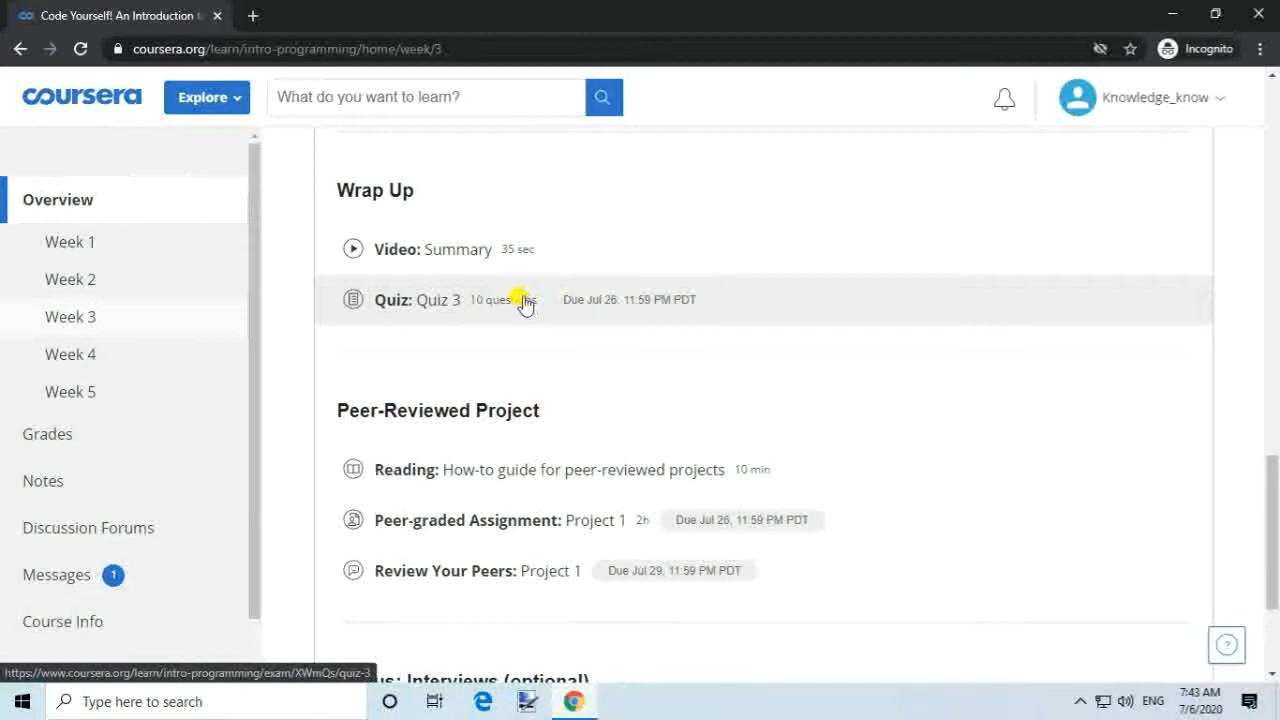 Code Yourself! An Introduction t
coursera.org/learn/intro-programming/home/week/3
Incognito
coursera
Explore
What do you want to learn?
Knowledge_know
Overview
Week 1
Week 2
Week 3
Week 4
Week 5
Grades
Notes
Discussion Forums
Messages 1
Course Info
Wrap Up
Video: Summary 35 sec
Quiz: Quiz 3 10 Due Jul 26, 11:59 PM PDT
Peer-Reviewed Project
Reading: How-to guide for peer-reviewed projects 10 min
Peer-graded Assignment: Project 1 2h Due Jul 26, 11:59 PM PDT
Review Your Peers: Project 1 Due Jul 29, 11:59 PM PDT
Interviews (optional)
https://www.coursera.org/learn/intro-programming/exam/XWmQs/quiz-3
Type here to search
ENG
7:43 AM
7/6/2020